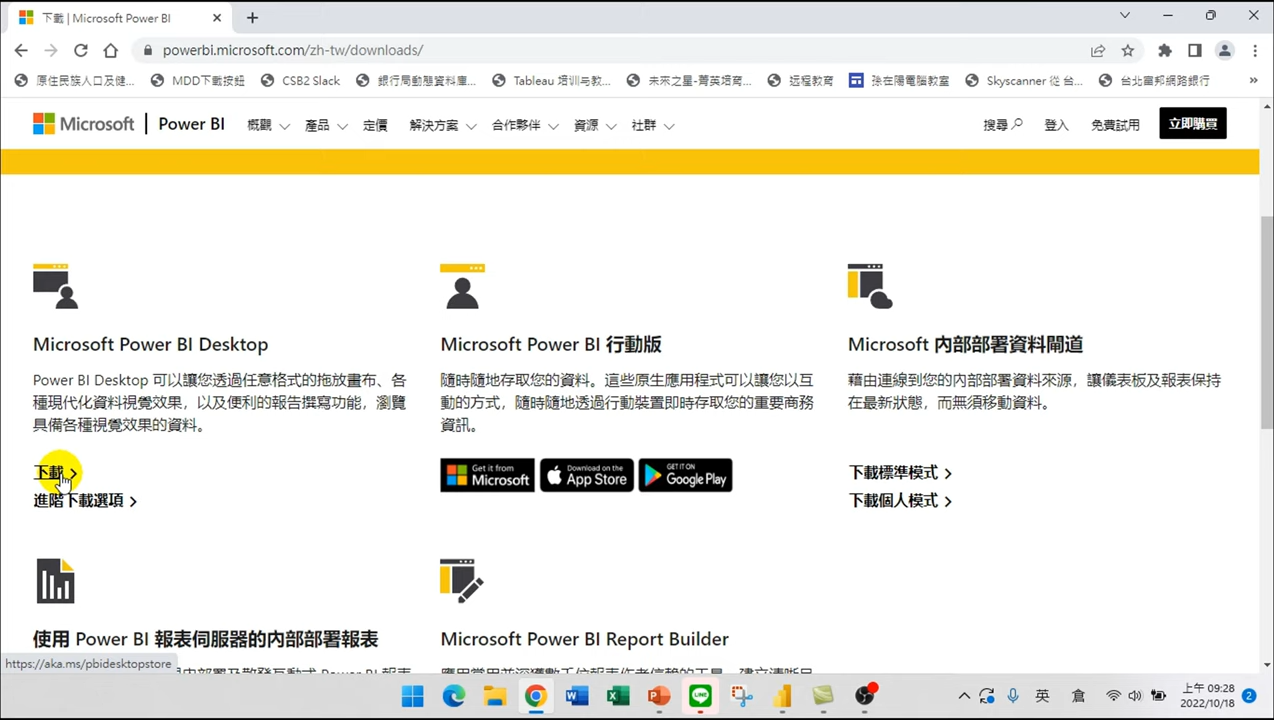 下載 | Microsoft Power BI
powerbi.microsoft.com/zh-tw/downloads/
原住民族人口及健... MDD下載按鈕 CSB2 Slack 銀行局動態資料庫... Tableau 培训与教... 未來之星-菁英培育... 远程教育 孫在陽電腦教室 Skyscanner 從 台... 台北富邦網路銀行
Microsoft Power BI 概觀 產品 定價 解決方案 合作夥伴 資源 社群 搜尋 登入 免費試用 立即購買
Microsoft Power BI Desktop
Power BI Desktop 可以讓您透過任意格式的拖放畫布、各
種現代化資料視覺效果，以及便利的報告撰寫功能，瀏覽
具備各種視覺效果的資料。
下載
進階下載選項
Microsoft Power BI 行動版
隨時隨地存取您的資料。這些原生應用程式可以讓您以互
動的方式，隨時隨地透過行動裝置即時存取您的重要商務
資訊。
Get it from
Microsoft
Download on the
App Store
GET IT ON
Google Play
Microsoft 內部部署資料閘道
藉由連線到您的內部部署資料來源，讓儀表板及報表保持
在最新狀態，而無須移動資料。
下載標準模式
下載個人模式
使用 Power BI 報表伺服器的內部部署報表
Microsoft Power BI Report Builder
https://aka.ms/pbidesktopstore
LINE
英
倉
上午 09:28
2022/10/18
2